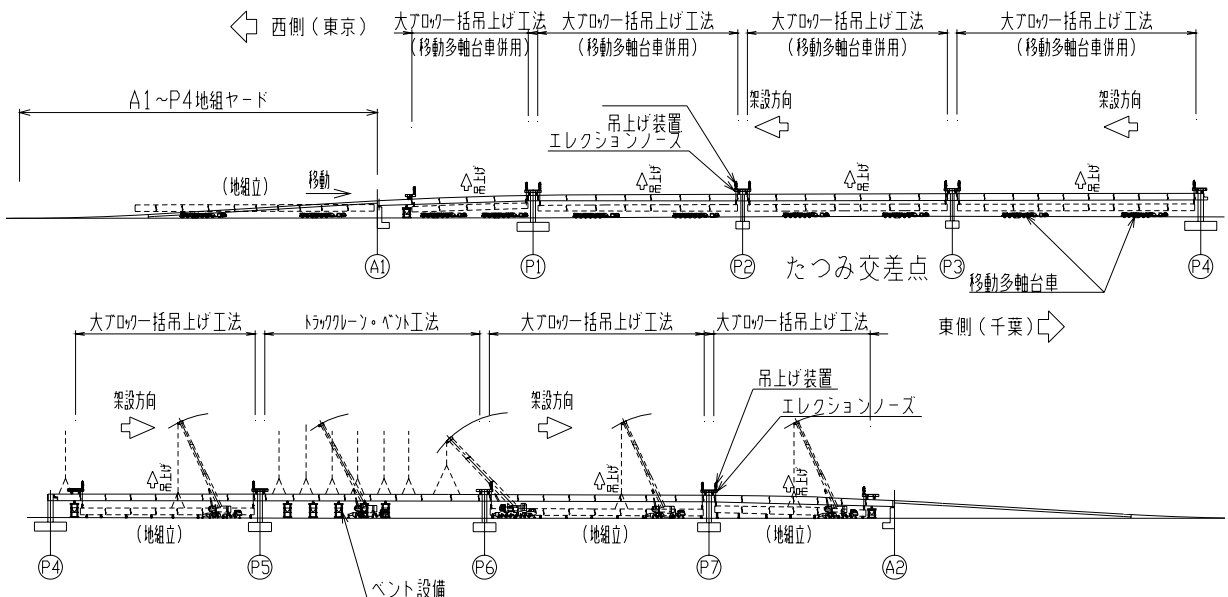 西側（東京）
大ブロック一括吊上げ工法
（移動多軸台車併用）
大ブロック一括吊上げ工法
（移動多軸台車併用）
大ブロック一括吊上げ工法
（移動多軸台車併用）
大ブロック一括吊上げ工法
（移動多軸台車併用）
A1～P4地組ヤード
架設方向
架設方向
吊上げ装置
エレクションノーズ
（地組立）
移動
吊上げ
吊上げ
吊上げ
吊上げ
A1
P1
P2
たつみ交差点
P3
移動多軸台車
P4
大ブロック一括吊上げ工法
トラッククレーン・ベント工法
大ブロック一括吊上げ工法
大ブロック一括吊上げ工法
東側（千葉）
吊上げ装置
エレクションノーズ
架設方向
架設方向
吊上げ
吊上げ
吊上げ
（地組立）
（地組立）
（地組立）
P4
P5
P6
P7
A2
ベント設備